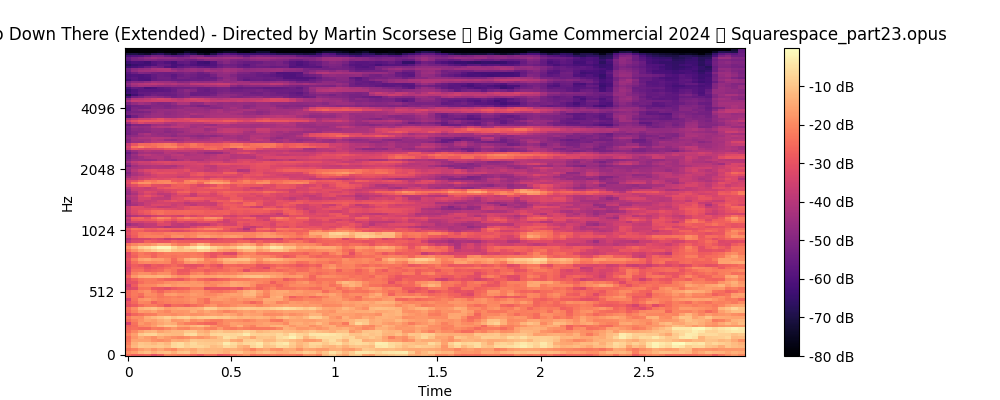 Down There (Extended) - Directed by Martin Scorsese ▯ Big Game Commercial 2024 ▯ Squarespace_part23.opus
4096
2048
1024
512
0
Hz
0 0.5 1 1.5 2 2.5
Time
-10 dB
-20 dB
-30 dB
-40 dB
-50 dB
-60 dB
-70 dB
-80 dB